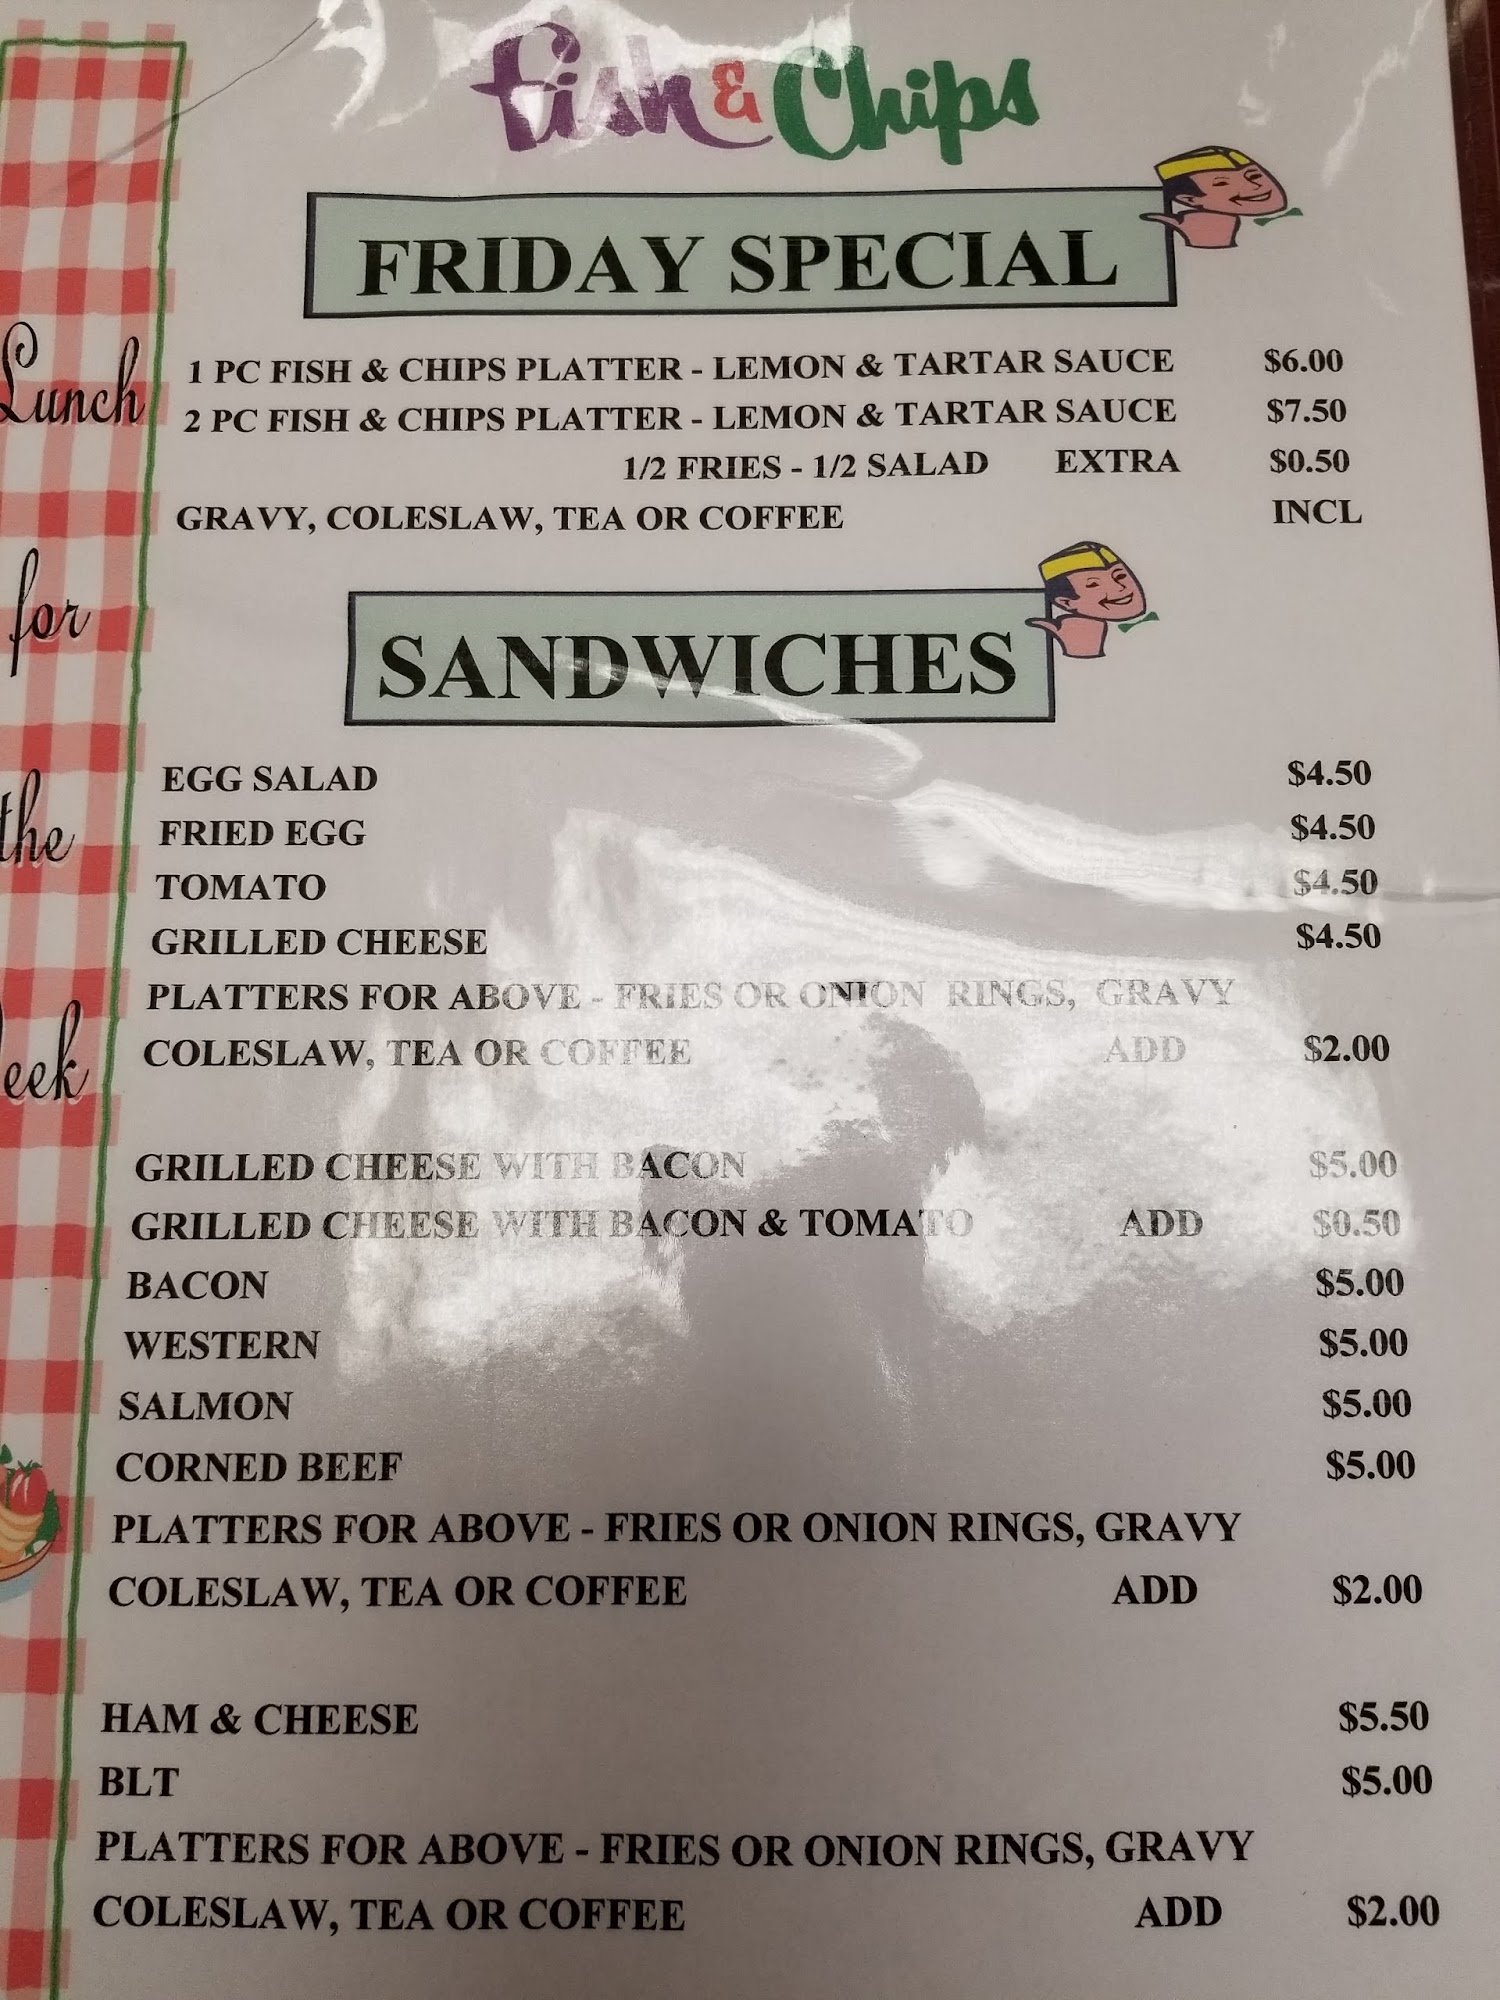 Fish & Chips
FRIDAY SPECIAL
1 PC FISH & CHIPS PLATTER - LEMON & TARTAR SAUCE $6.00
2 PC FISH & CHIPS PLATTER - LEMON & TARTAR SAUCE $7.50
1/2 FRIES - 1/2 SALAD EXTRA $0.50
GRAVY, COLESLAW, TEA OR COFFEE INCL
SANDWICHES
EGG SALAD $4.50
FRIED EGG $4.50
TOMATO $4.50
GRILLED CHEESE $4.50
PLATTERS FOR ABOVE - FRIES OR ONION RINGS, GRAVY
COLESLAW, TEA OR COFFEE ADD $2.00
GRILLED CHEESE WITH BACON $5.00
GRILLED CHEESE WITH BACON & TOMATO ADD $0.50
BACON $5.00
WESTERN $5.00
SALMON $5.00
CORNED BEEF $5.00
PLATTERS FOR ABOVE - FRIES OR ONION RINGS, GRAVY
COLESLAW, TEA OR COFFEE ADD $2.00
HAM & CHEESE $5.50
BLT $5.00
PLATTERS FOR ABOVE - FRIES OR ONION RINGS, GRAVY
COLESLAW, TEA OR COFFEE ADD $2.00
Lunch
for
the
eek